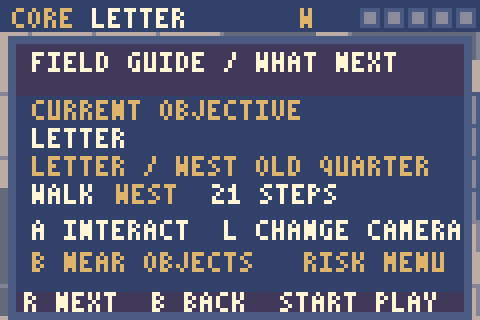 CORE LETTER W
FIELD GUIDE / WHAT NEXT
CURRENT OBJECTIVE
LETTER
LETTER / WEST OLD QUARTER
WALK WEST 21 STEPS
A INTERACT L CHANGE CAMERA
B NEAR OBJECTS RISK MENU
R NEXT B BACK START PLAY